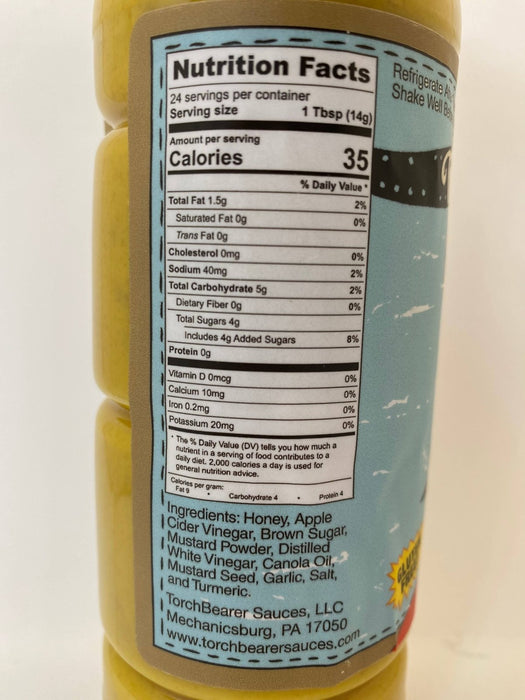 Nutrition Facts
24 servings per container
Serving size 1 Tbsp (14g)
Amount per serving
Calories 35
% Daily Value *
Total Fat 1.5g 2%
Saturated Fat 0g 0%
Trans Fat 0g
Cholesterol 0mg 0%
Sodium 40mg 2%
Total Carbohydrate 5g 2%
Dietary Fiber 0g 0%
Total Sugars 4g
Includes 4g Added Sugars 8%
Protein 0g
Vitamin D 0mcg 0%
Calcium 10mg 0%
Iron 0.2mg 0%
Potassium 20mg 0%
* The % Daily Value (DV) tells you how much a
nutrient in a serving of food contributes to a
daily diet. 2,000 calories a day is used for
general nutrition advice.
Calories per gram:
Fat 9 • Carbohydrate 4 • Protein 4
Ingredients: Honey, Apple
Cider Vinegar, Brown Sugar,
Mustard Powder, Distilled
White Vinegar, Canola Oil,
Mustard Seed, Garlic, Salt,
and Turmeric.
TorchBearer Sauces, LLC
Mechanicsburg, PA 17050
www.torchbearersauces.com
Refrigerate
Shake Well